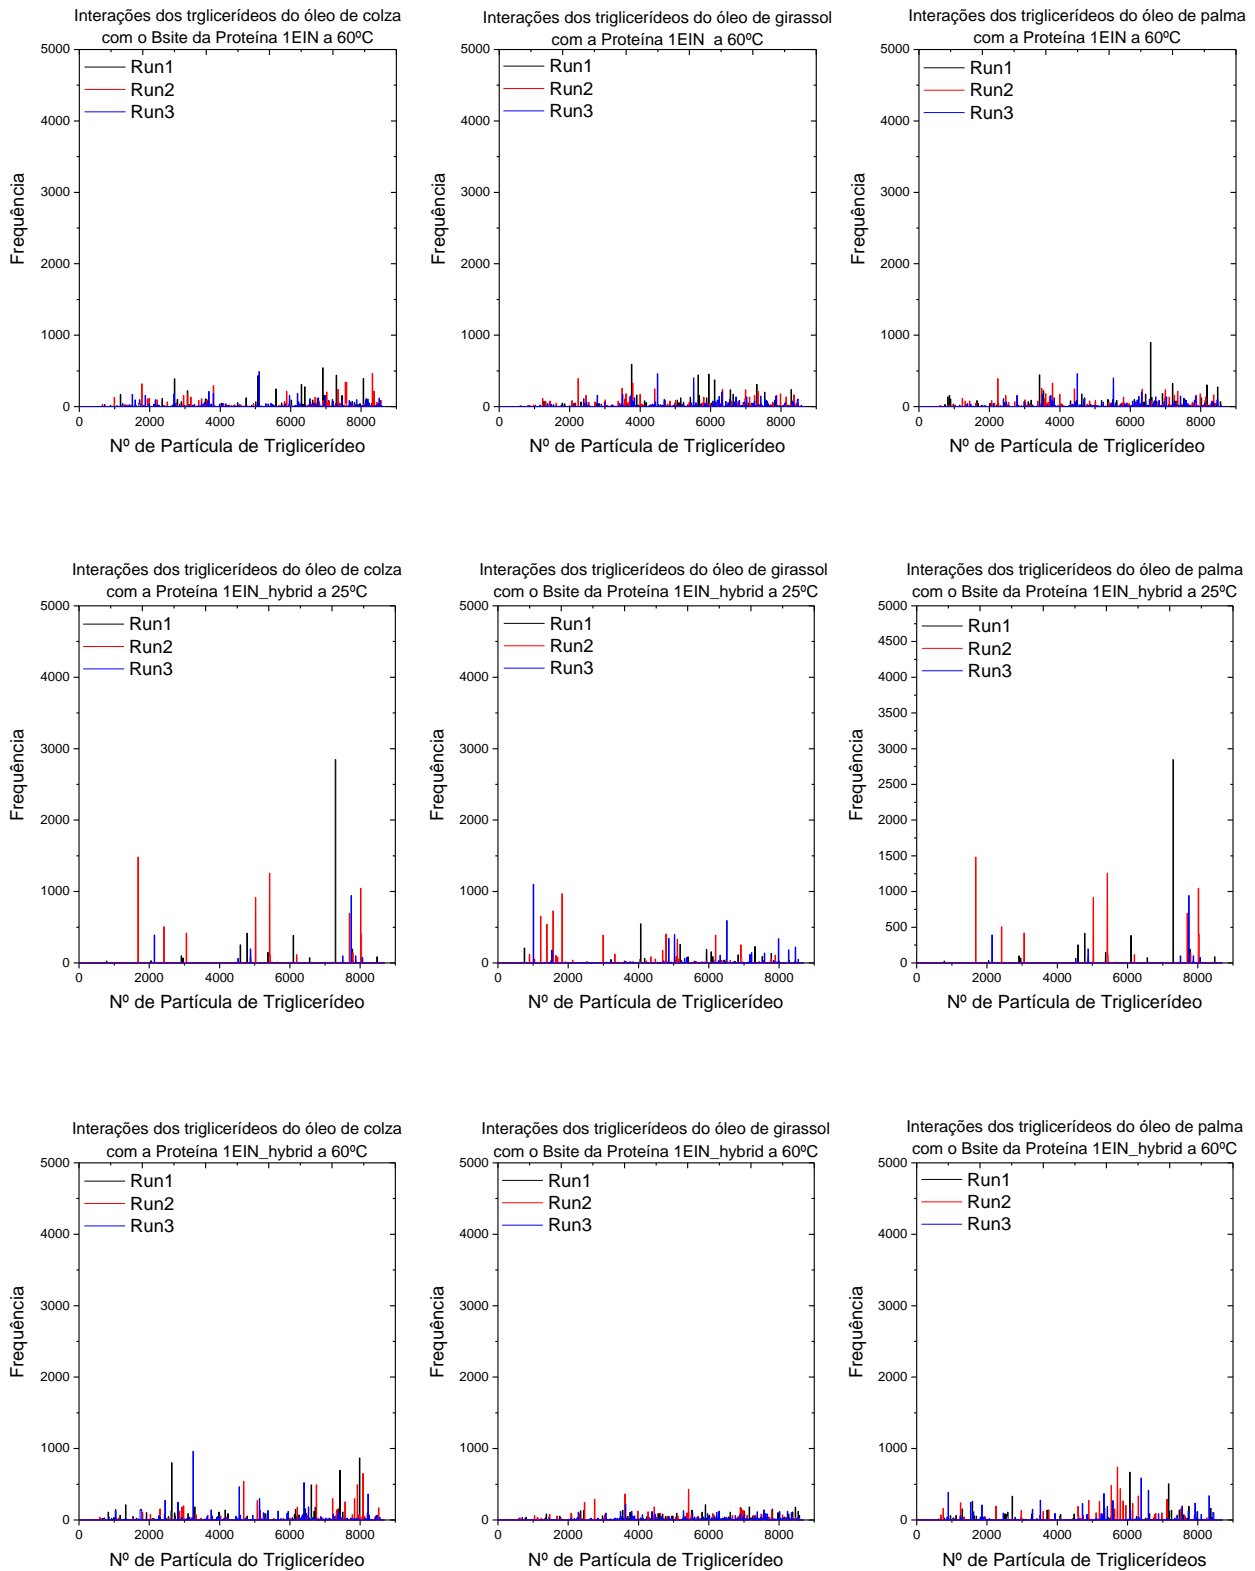 Interações dos trglicerídeos do óleo de colza
com o Bsite da Proteína 1EIN a 60ºC
5000
4000
3000
2000
1000
0
Frequência
Run1
Run2
Run3
0 2000 4000 6000 8000
Nº de Partícula de Triglicerídeo
Interações dos triglicerídeos do óleo de girassol
com a Proteína 1EIN a 60ºC
5000
4000
3000
2000
1000
0
Frequência
Run1
Run2
Run3
0 2000 4000 6000 8000
Nº de Partícula de Triglicerídeo
Interações dos triglicerídeos do óleo de palma
com a Proteína 1EIN a 60ºC
5000
4000
3000
2000
1000
0
Frequência
Run1
Run2
Run3
0 2000 4000 6000 8000
Nº de Partícula de Triglicerídeo
Interações dos triglicerídeos do óleo de colza
com a Proteína 1EIN_hybrid a 25ºC
5000
4000
3000
2000
1000
0
Frequência
Run1
Run2
Run3
0 2000 4000 6000 8000
Nº de Partícula de Triglicerídeo
Interações dos triglicerídeos do óleo de girassol
com o Bsite da Proteína 1EIN_hybrid a 25ºC
5000
4000
3000
2000
1000
0
Frequência
Run1
Run2
Run3
0 2000 4000 6000 8000
Nº de Partícula de Triglicerídeo
Interações dos triglicerídeos do óleo de palma
com o Bsite da Proteína 1EIN_hybrid a 25ºC
5000
4500
4000
3500
3000
2500
2000
1500
1000
500
0
Frequência
Run1
Run2
Run3
0 2000 4000 6000 8000
Nº de Partícula de Triglicerídeo
Interações dos triglicerídeos do óleo de colza
com a Proteína 1EIN_hybrid a 60ºC
5000
4000
3000
2000
1000
0
Frequência
Run1
Run2
Run3
0 2000 4000 6000 8000
Nº de Partícula do Triglicerídeo
Interações dos triglicerídeos do óleo de girassol
com o Bsite da Proteína 1EIN_hybrid a 60ºC
5000
4000
3000
2000
1000
0
Frequência
Run1
Run2
Run3
0 2000 4000 6000 8000
Nº de Partícula de Triglicerídeo
Interações dos triglicerídeos do óleo de palma
com o Bsite da Proteína 1EIN_hybrid a 60ºC
5000
4000
3000
2000
1000
0
Frequência
Run1
Run2
Run3
0 2000 4000 6000 8000
Nº de Partícula de Triglicerídeos